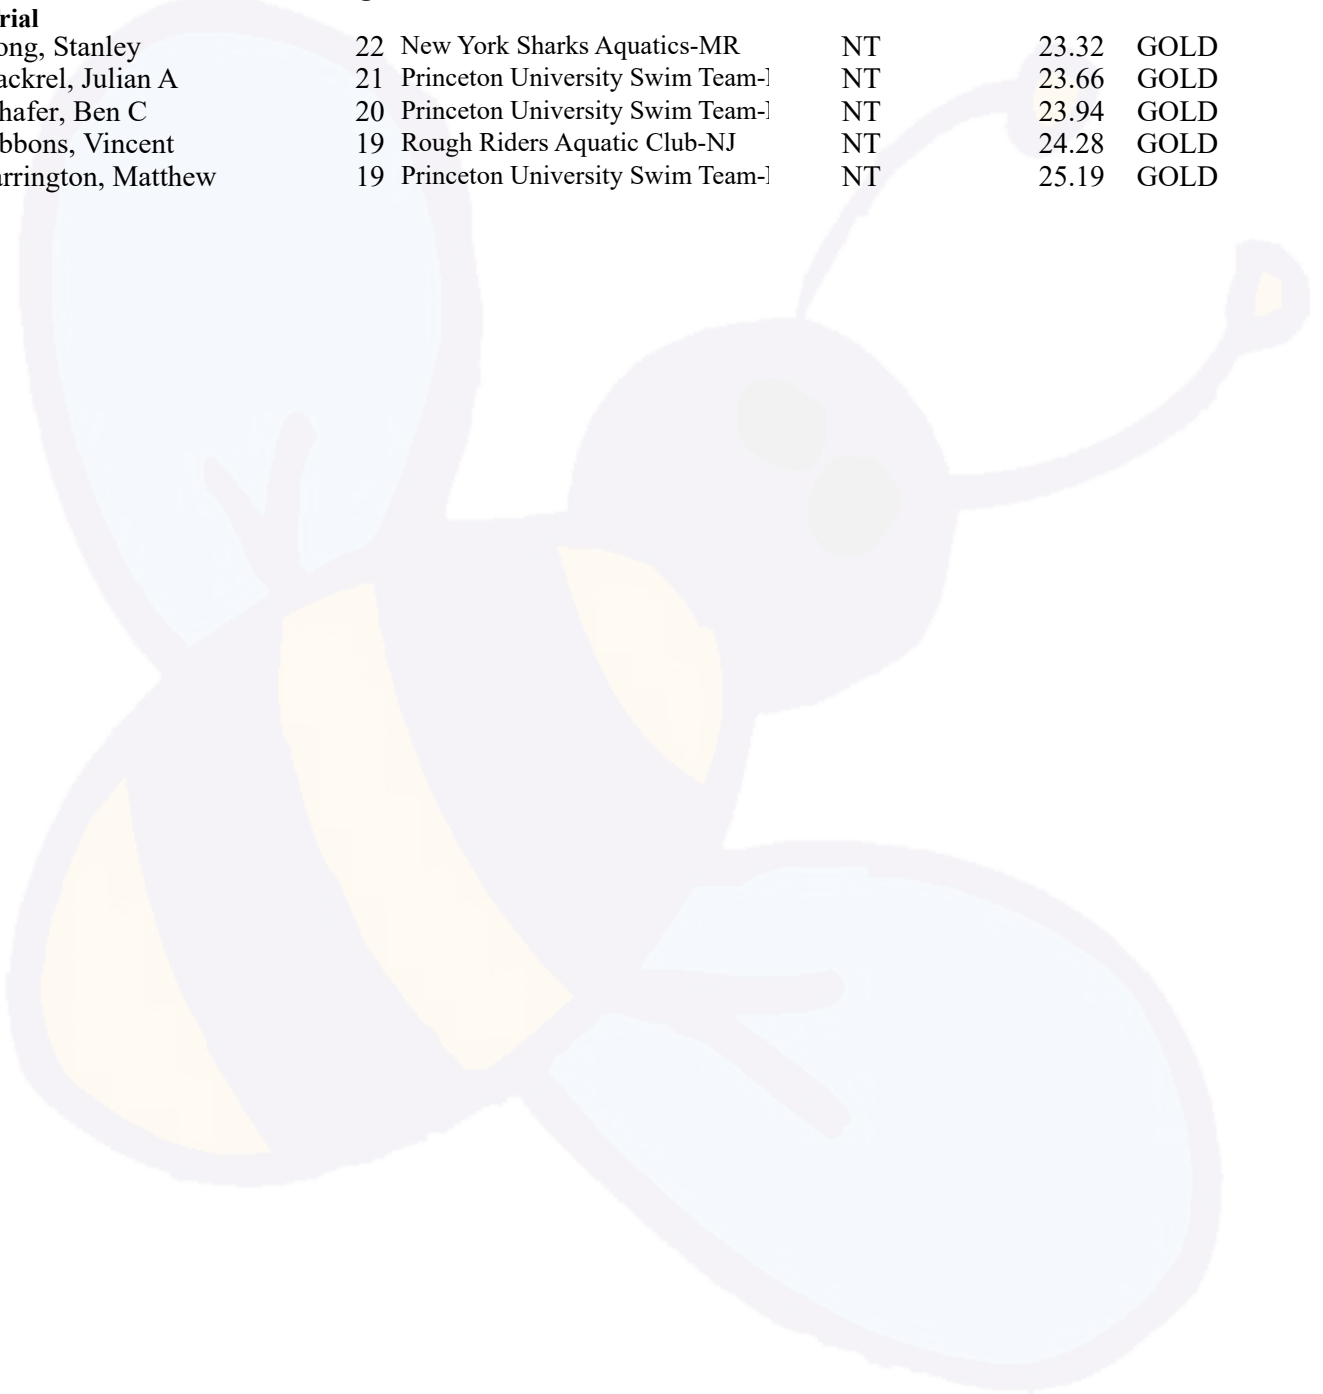 rial
ong, Stanley 22 New York Sharks Aquatics-MR NT 23.32 GOLD
ackrel, Julian A 21 Princeton University Swim Team- NT 23.66 GOLD
hafer, Ben C 20 Princeton University Swim Team- NT 23.94 GOLD
bbons, Vincent 19 Rough Riders Aquatic Club-NJ NT 24.28 GOLD
arrington, Matthew 19 Princeton University Swim Team- NT 25.19 GOLD